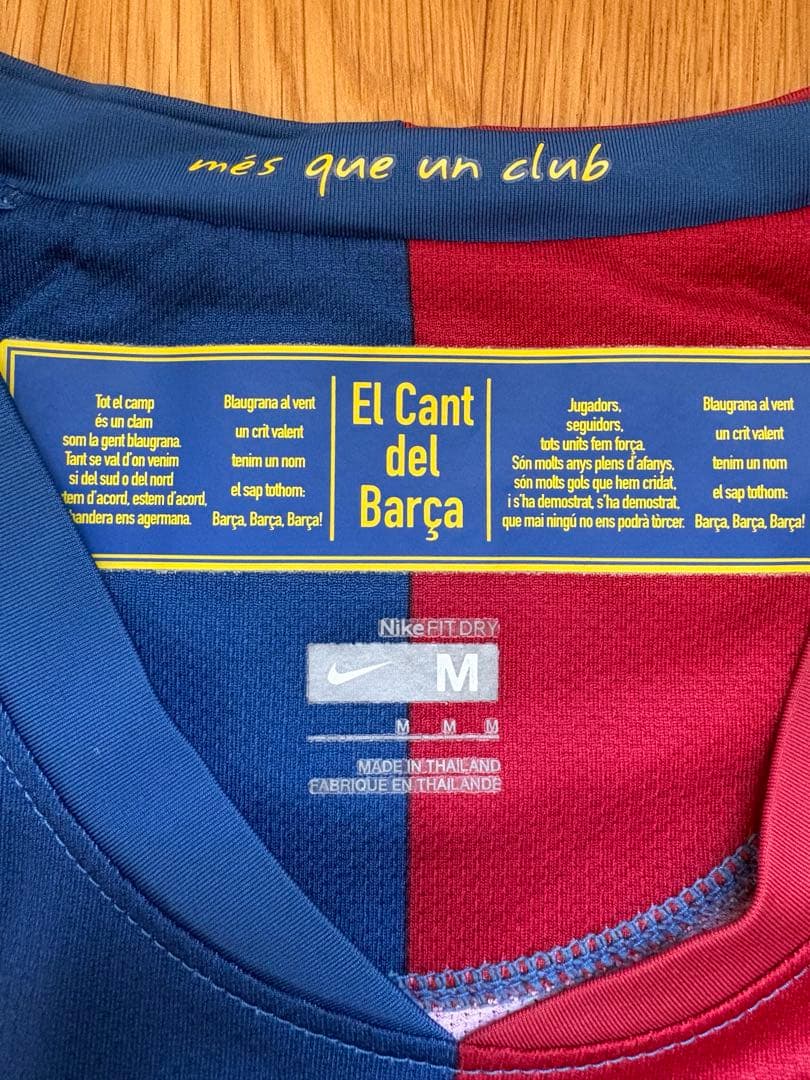 més que un club
Tot el camp
és un clam
som la gent blaugrana.
Tant se val d'on venim
si del sud o del nord
d'acord, estem d'acord,
ens agermana.
Blaugrana al vent
un crit valent
tenim un nom
el sap tothom:
Barça, Barça, Barça!
El Cant
del
Barça
Jugadors,
seguidors,
tots units fem força.
Són molts anys plens d'afanys,
són molts gols que hem cridat,
i s'ha demostrat, s'ha demostrat,
que mai ningú no ens podrà tòrcer.
Blaugrana al vent
un crit valent
tenim un nom
el sap tothom:
Barça, Barça, Barça!
NikeFIT DRY
M
M M M
MADE IN THAILAND
FABRIQUE EN THAILANDE